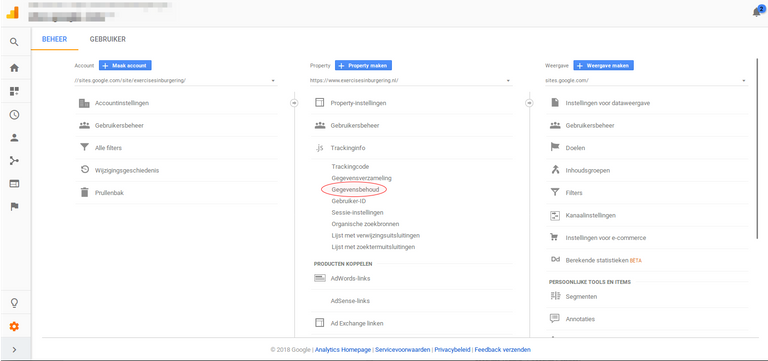 2
BEHEER GEBRUIKER
Account + Maak account
//sites.google.com/site/exercisesinburgering/
Accountinstellingen
Gebruikersbeheer
Alle filters
Wijzigingsgeschiedenis
Prullenbak
Property + Property maken
https://www.exercisesinburgering.nl/
Property-instellingen
Gebruikersbeheer
.js Trackinginfo
Trackingcode
Gegevensverzameling
Gegevensbehoud
Gebruiker-ID
Sessie-instellingen
Organische zoekbronnen
Lijst met verwijzingsuitsluitingen
Lijst met zoektermuitsluitingen
PRODUCTEN KOPPELEN
AdWords-links
AdSense-links
Ad Exchange linken
Weergave + Weergave maken
sites.google.com/
Instellingen voor dataweergave
Gebruikersbeheer
Doelen
Inhoudsgroepen
Filters
Kanaalinstellingen
Instellingen voor e-commerce
Dd Berekende statistieken BETA
PERSOONLIJKE TOOLS EN ITEMS
Segmenten
Annotaties
© 2018 Google | Analytics Homepage | Servicevoorwaarden | Privacybeleid | Feedback verzenden